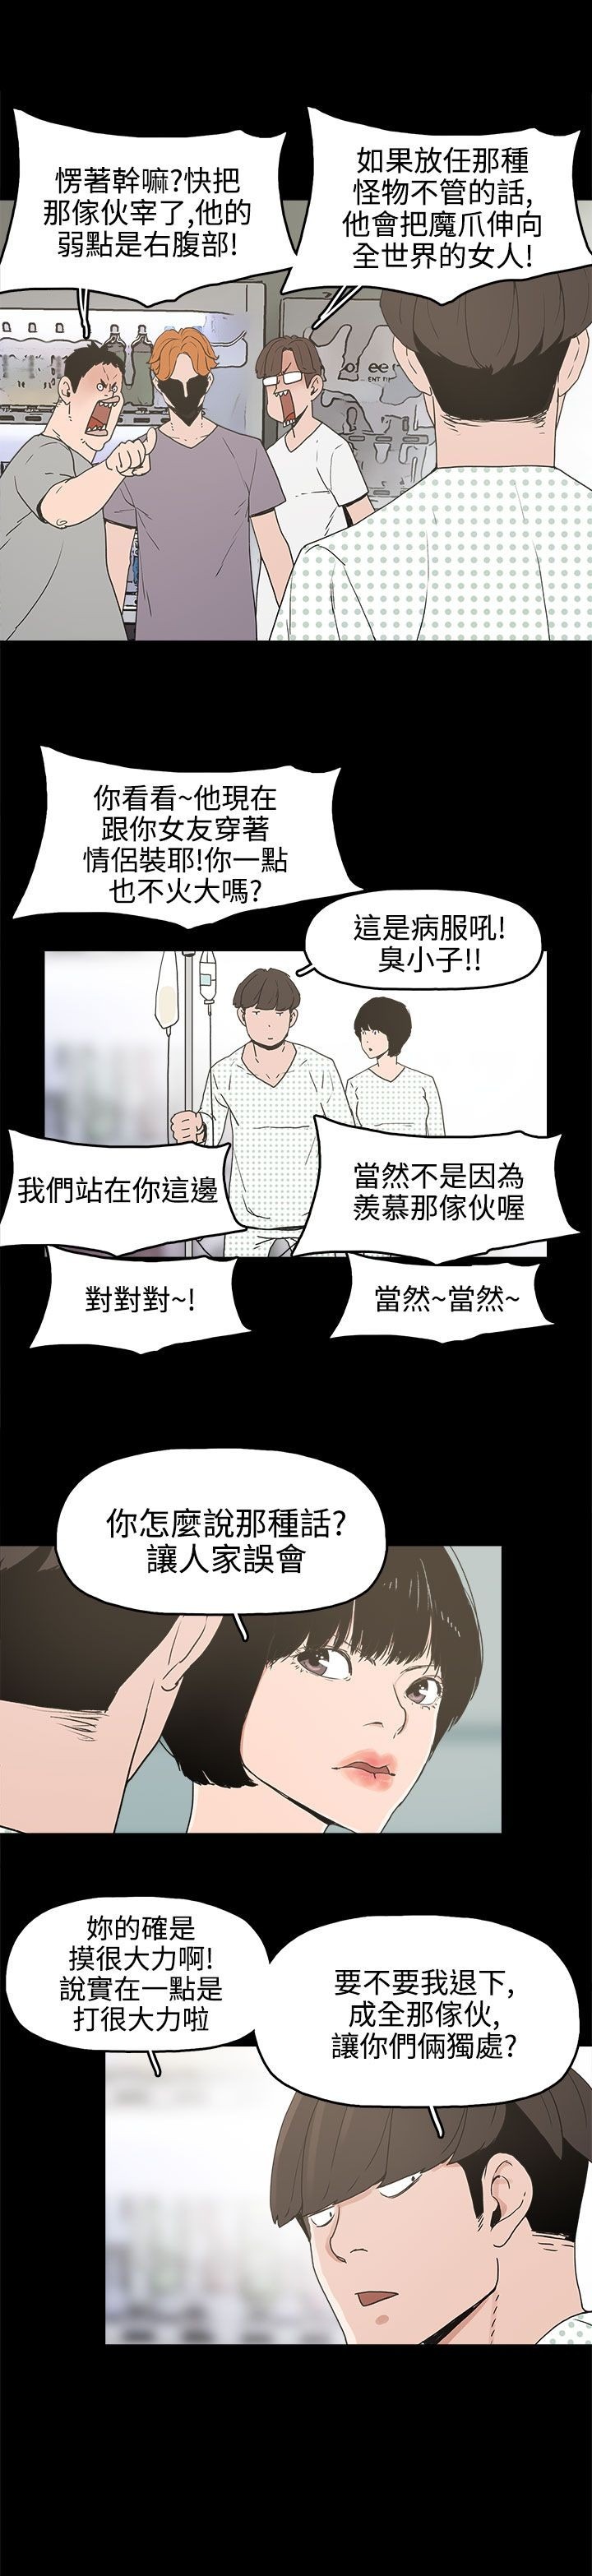 愣著幹嘛?快把
那傢伙宰了,他的
弱點是右腹部!
如果放任那種
怪物不管的話,
他會把魔爪伸向
全世界的女人!
你看看~他現在
跟你女友穿著
情侶裝耶!你一點
也不火大嗎?
這是病服吼!
臭小子!!
我們站在你這邊
當然不是因為
羨慕那傢伙喔
對對對~!
當然~當然~
你怎麼說那種話?
讓人家誤會
妳的確是
摸很大力啊!
說實在一點是
打很大力啦
要不要我退下,
成全那傢伙,
讓你們倆獨處?